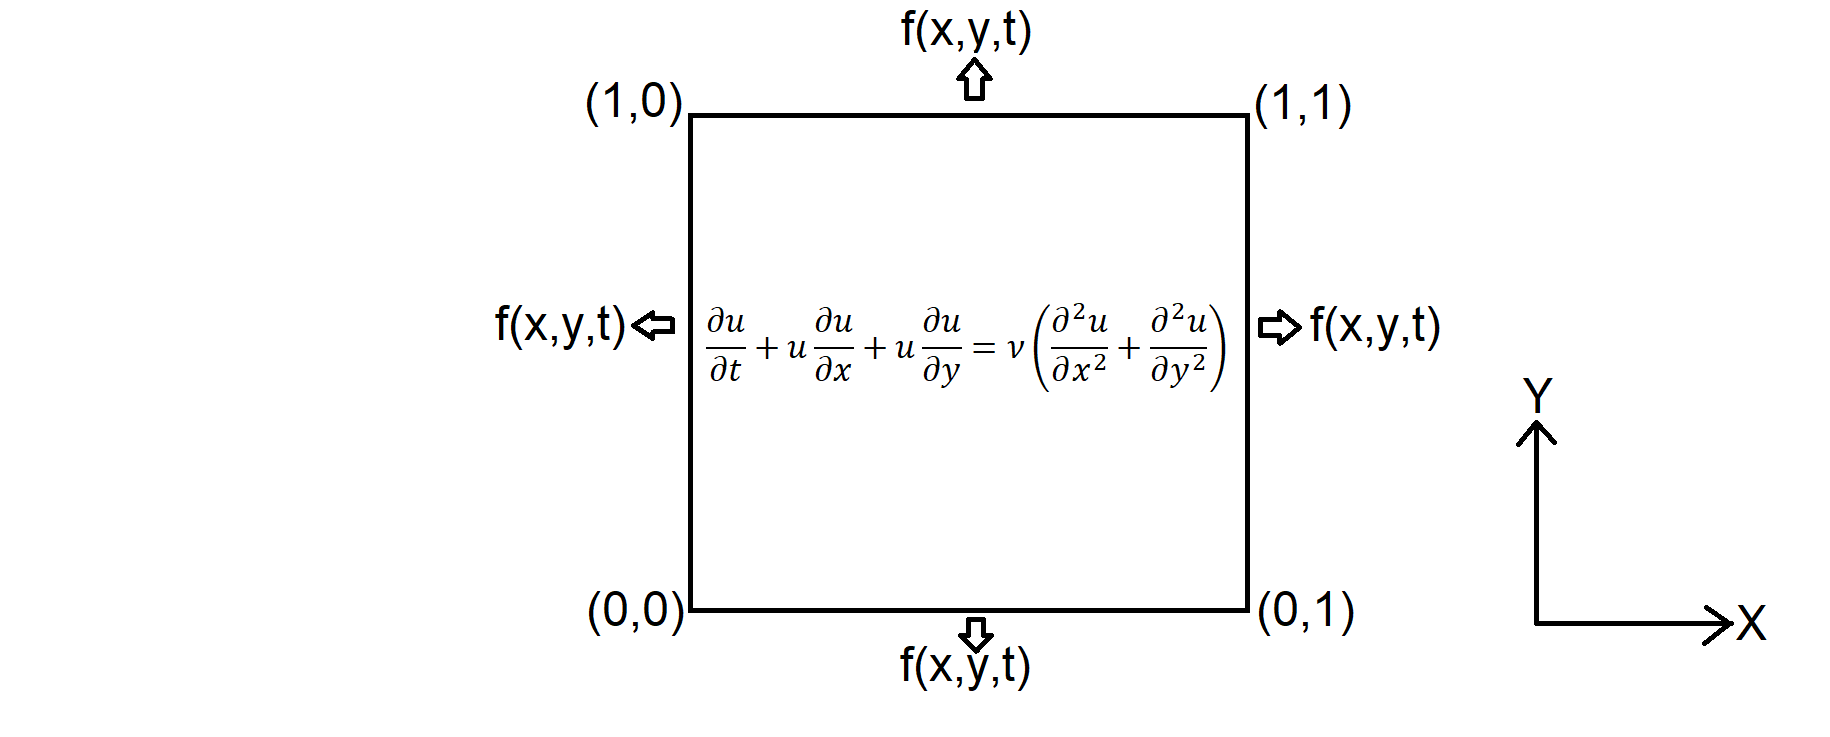 f(x,y,t)
(1,0) (1,1)
f(x,y,t) ∂u/∂t + u ∂u/∂x + u ∂u/∂y = ν(∂²u/∂x² + ∂²u/∂y²) f(x,y,t)
Y
(0,0) (0,1) X
f(x,y,t)